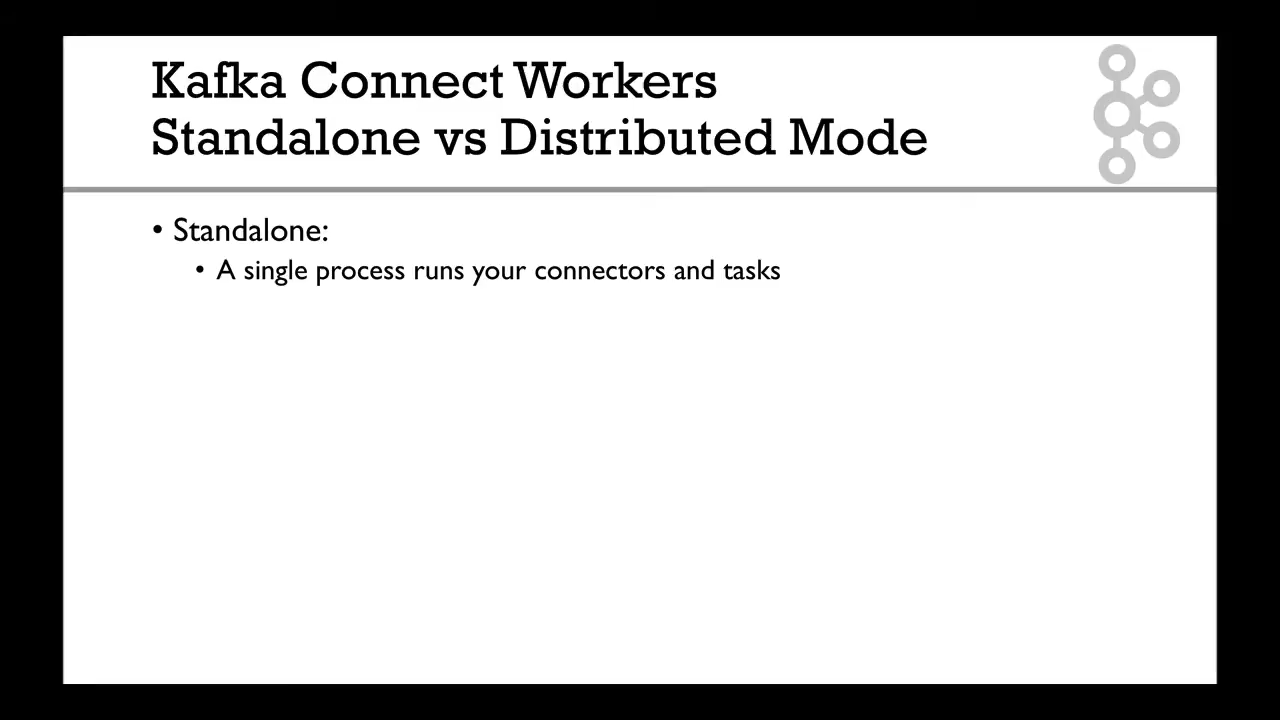 Kafka Connect Workers
Standalone vs Distributed Mode
• Standalone:
• A single process runs your connectors and tasks